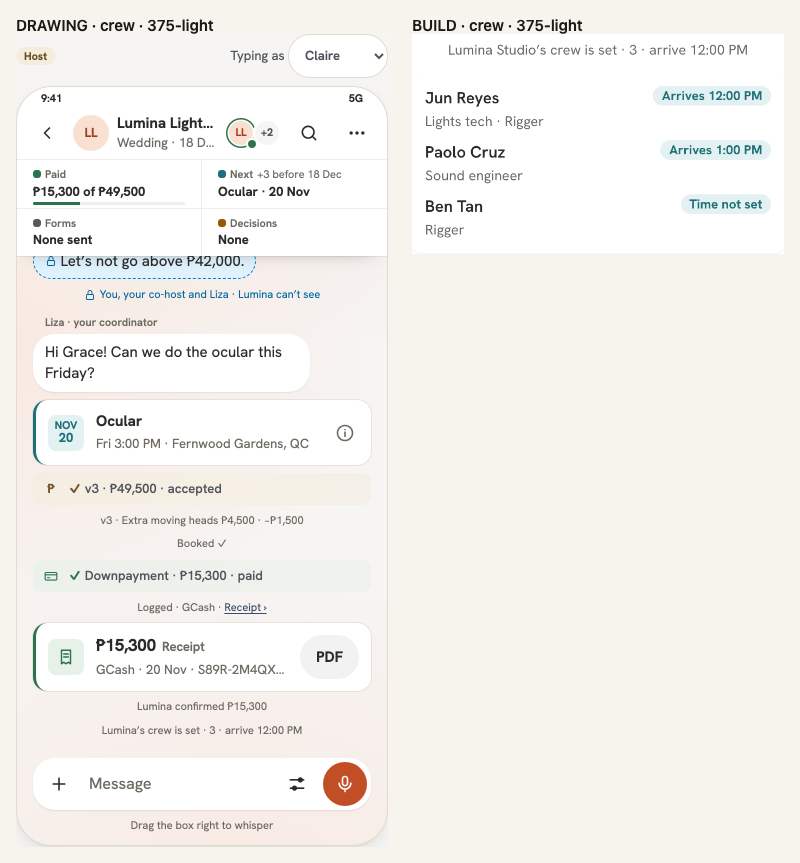 DRAWING · crew · 375-light
Host
Typing as
Claire
9:41
5G
LL
Lumina Light...
Wedding · 18 D...
LL
+2
Paid
₱15,300 of ₱49,500
Next +3 before 18 Dec
Ocular · 20 Nov
Forms
None sent
Decisions
None
Let's not go above ₱42,000.
You, your co-host and Liza · Lumina can't see
Liza · your coordinator
Hi Grace! Can we do the ocular this
Friday?
NOV
20
Ocular
Fri 3:00 PM · Fernwood Gardens, QC
₱ ✓ v3 · ₱49,500 · accepted
v3 · Extra moving heads ₱4,500 · −₱1,500
Booked ✓
✓ Downpayment · ₱15,300 · paid
Logged · GCash · Receipt ›
₱15,300 Receipt
GCash · 20 Nov · S89R-2M4QX...
PDF
Lumina confirmed ₱15,300
Lumina's crew is set · 3 · arrive 12:00 PM
Message
Drag the box right to whisper
BUILD · crew · 375-light
Lumina Studio's crew is set · 3 · arrive 12:00 PM
Jun Reyes
Arrives 12:00 PM
Lights tech · Rigger
Paolo Cruz
Arrives 1:00 PM
Sound engineer
Ben Tan
Time not set
Rigger